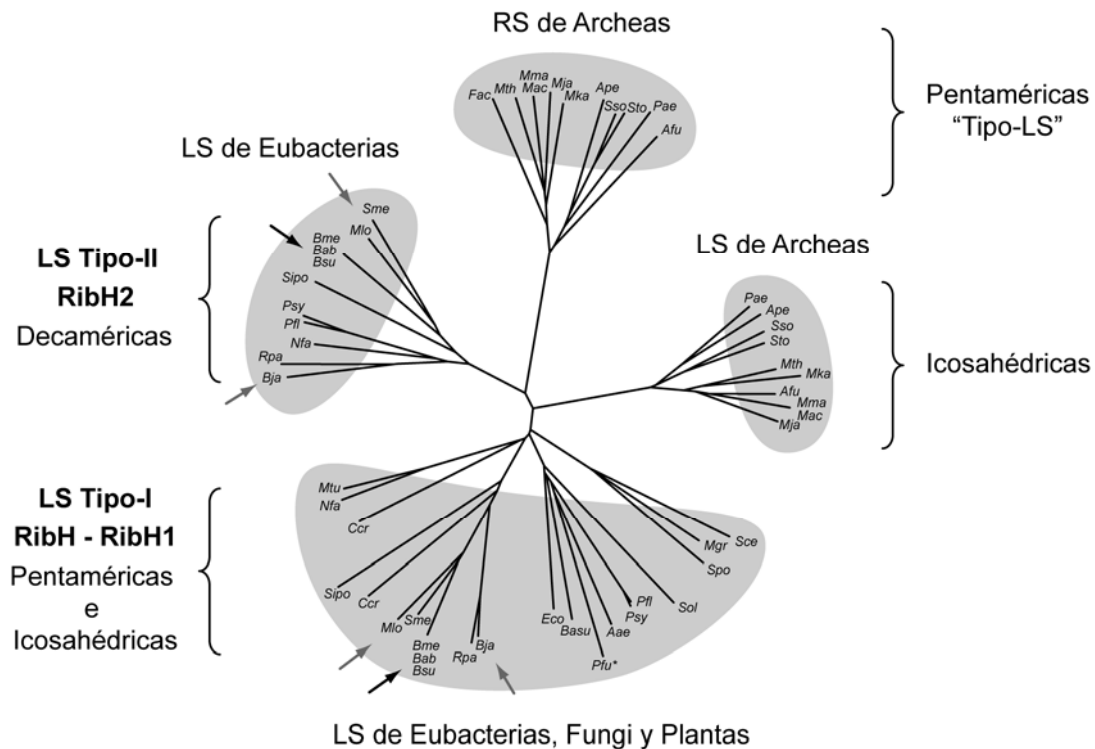 RS de Archeas
Fac
Mth
Mma
Mac
Mja
Mka
Ape
Sso
Sto
Pae
Afu
Pentaméricas
“Tipo-LS”
LS de Eubacterias
Sme
Mlo
Bme
Bab
Bsu
Sipo
Psy
Pfl
Nfa
Rpa
Bja
LS Tipo-II
RibH2
Decaméricas
LS de Archeas
Pae
Ape
Sso
Sto
Mth
Mka
Afu
Mma
Mac
Mja
Icosahédricas
LS Tipo-I
RibH - RibH1
Pentaméricas
e
Icosahédricas
Mtu
Nfa
Ccr
Sipo
Ccr
Mlo
Sme
Bme
Bab
Bsu
Rpa
Bja
Eco
Basu
Pfu*
Aae
Psy
Pfl
Sol
Spo
Mgr
Sce
LS de Eubacterias, Fungi y Plantas